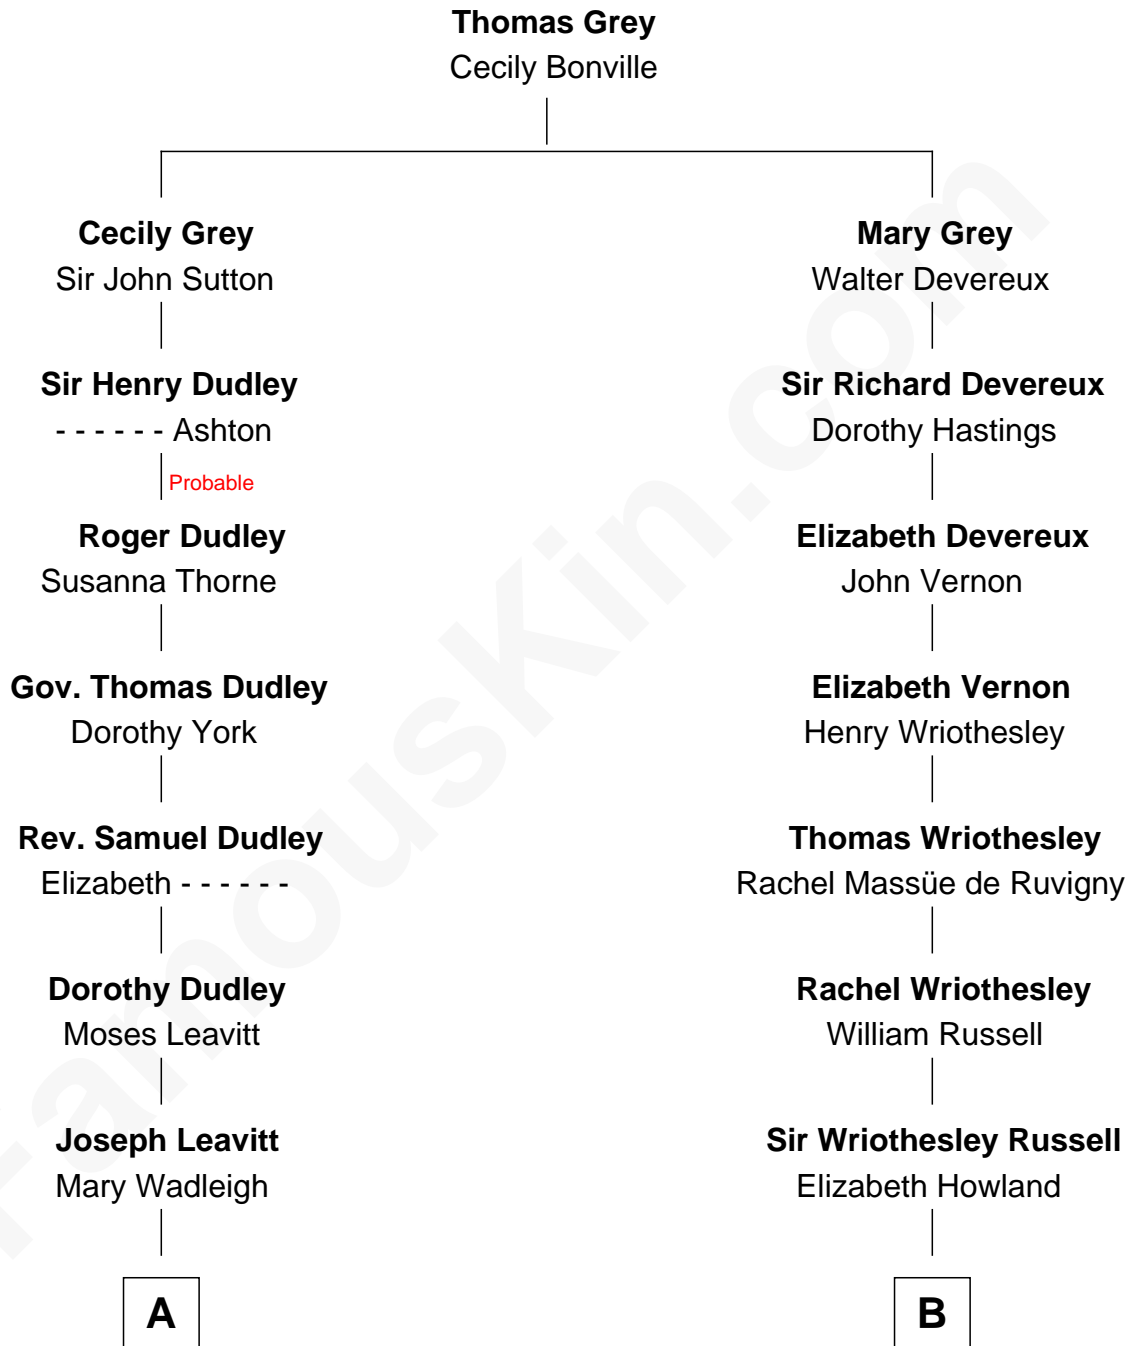 Thomas Grey
Cecily Bonville
Cecily Grey
Sir John Sutton
Mary Grey
Walter Devereux
Sir Henry Dudley
- - - - - - Ashton
Sir Richard Devereux
Dorothy Hastings
Probable
Roger Dudley
Susanna Thorne
Elizabeth Devereux
John Vernon
Gov. Thomas Dudley
Dorothy York
Elizabeth Vernon
Henry Wriothesley
Rev. Samuel Dudley
Elizabeth - - - - - -
Thomas Wriothesley
Rachel Massüe de Ruvigny
Dorothy Dudley
Moses Leavitt
Rachel Wriothesley
William Russell
Joseph Leavitt
Mary Wadleigh
Sir Wriothesley Russell
Elizabeth Howland
A
B
FamousKin.com